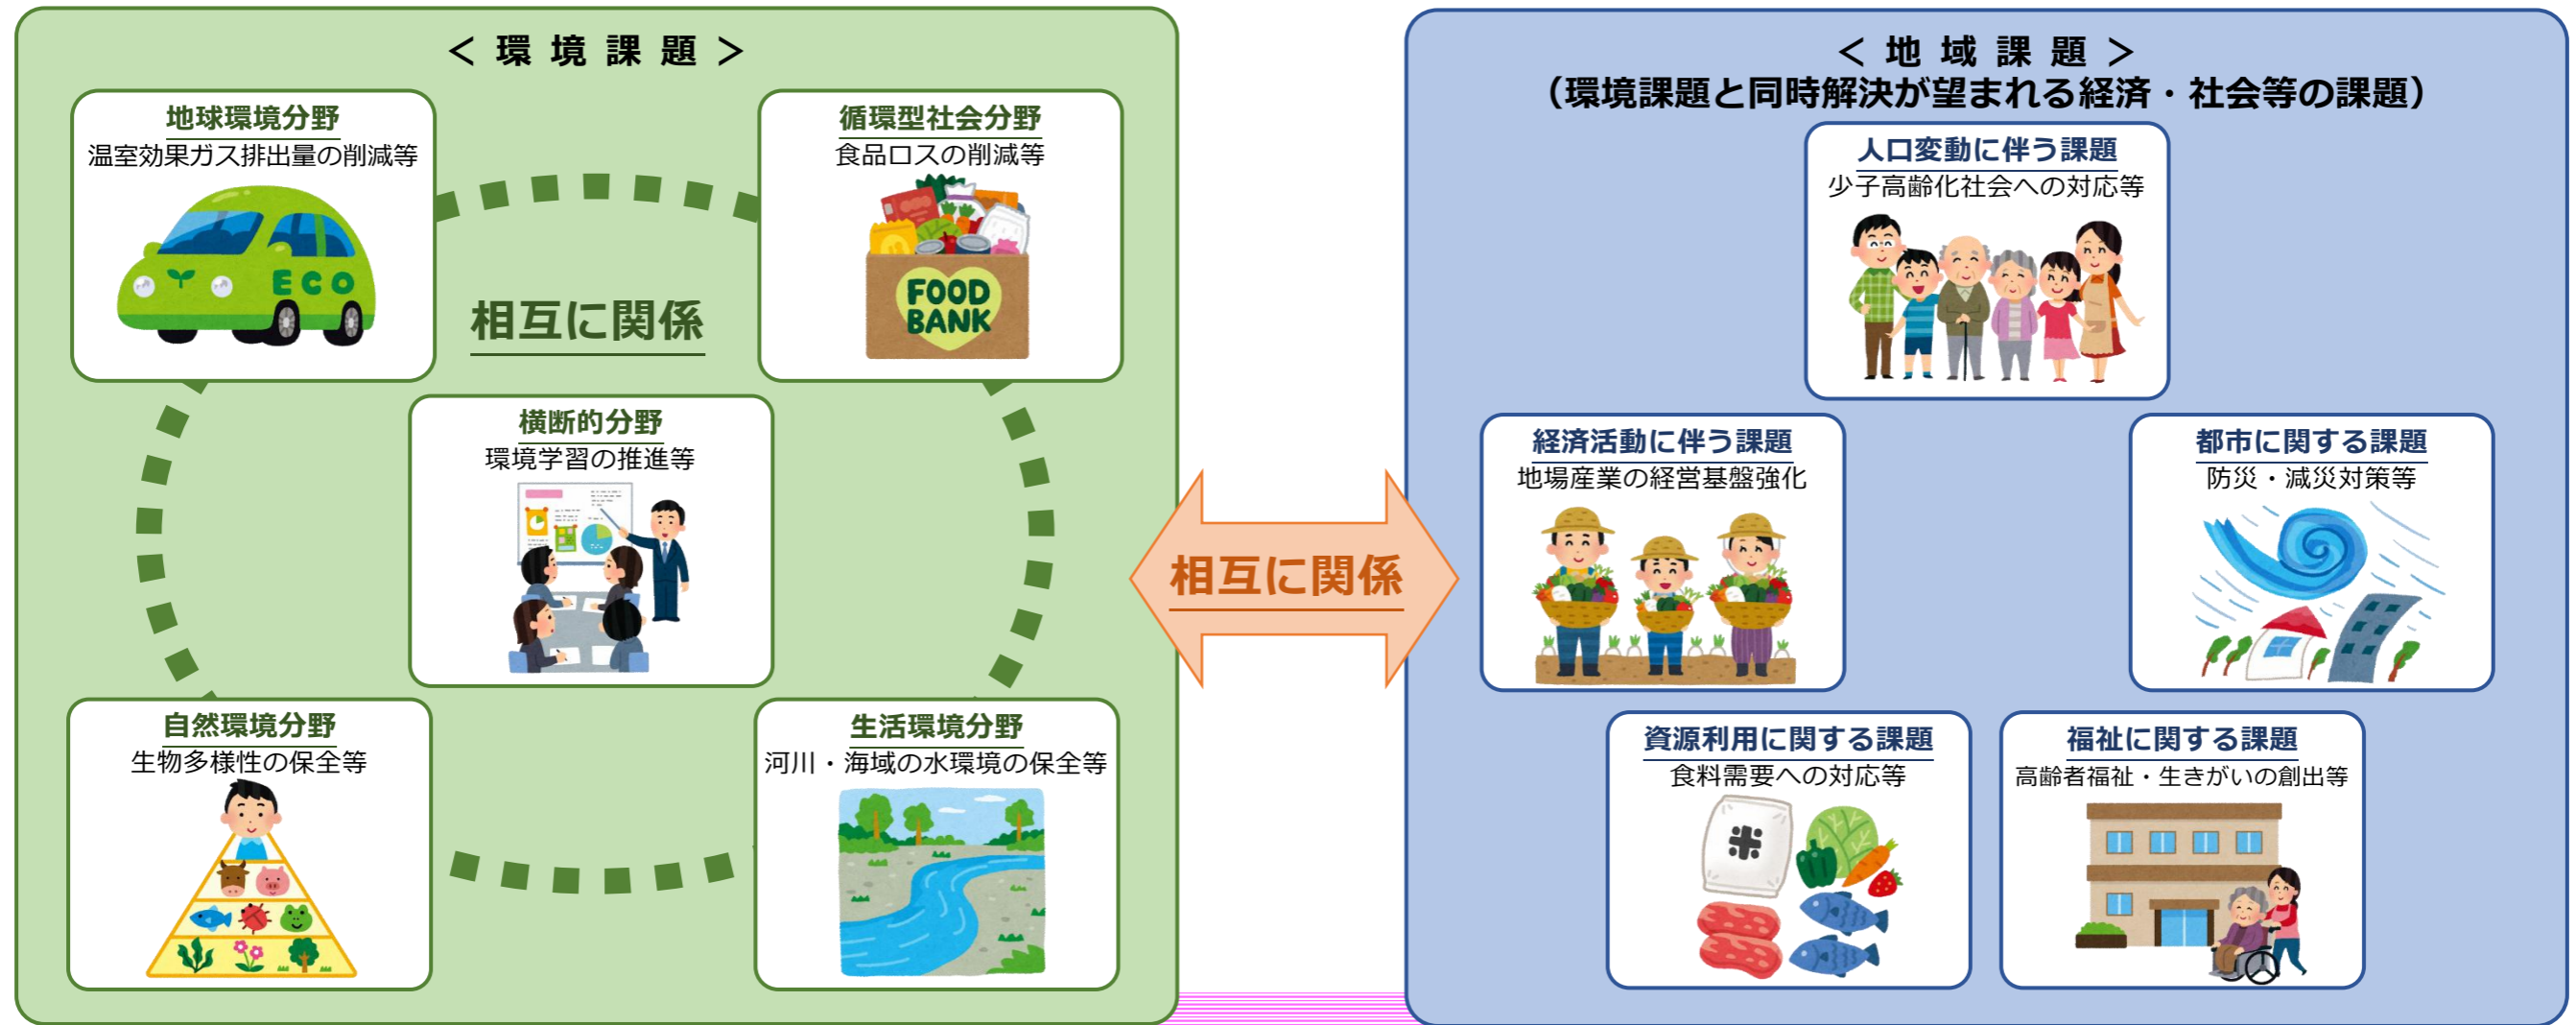 ＜環境課題＞
地球環境分野
温室効果ガス排出量の削減等
ECO
循環型社会分野
食品ロスの削減等
FOOD
BANK
相互に関係
横断的分野
環境学習の推進等
自然環境分野
生物多様性の保全等
生活環境分野
河川・海域の水環境の保全等
相互に関係
＜地域課題＞
（環境課題と同時解決が望まれる経済・社会等の課題）
人口変動に伴う課題
少子高齢化社会への対応等
経済活動に伴う課題
地場産業の経営基盤強化
都市に関する課題
防災・減災対策等
資源利用に関する課題
食料需要への対応等
米
福祉に関する課題
高齢者福祉・生きがいの創出等